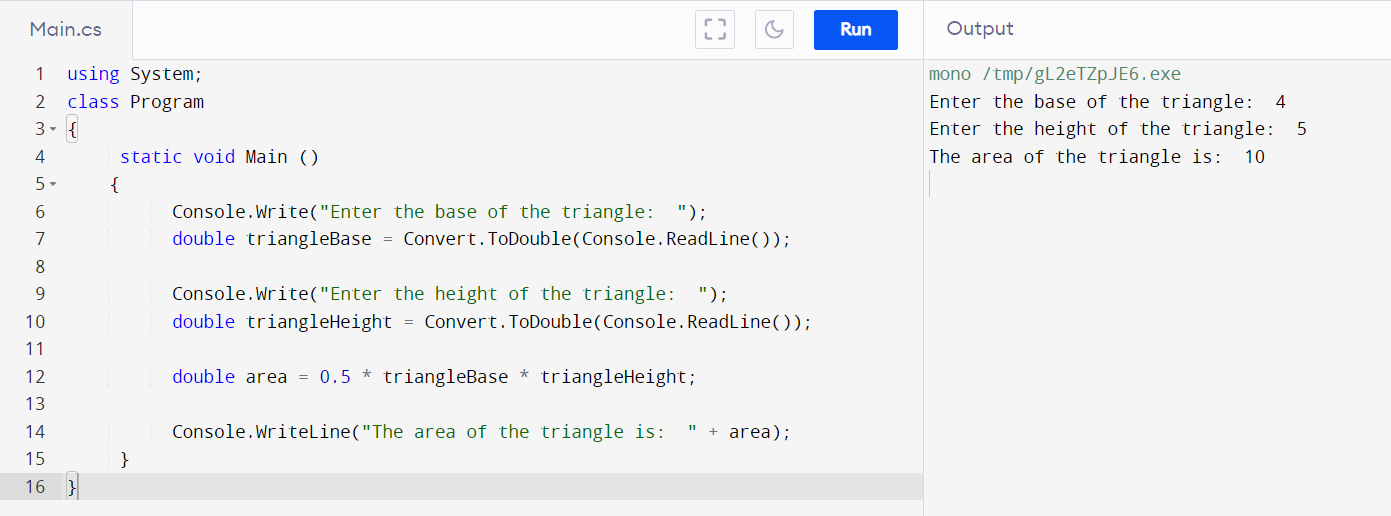 Main.cs
Run
Output
1 using System;
2 class Program
3 {
4 static void Main ()
5 {
6 Console.Write("Enter the base of the triangle:  ");
7 double triangleBase = Convert.ToDouble(Console.ReadLine());
8
9 Console.Write("Enter the height of the triangle:  ");
10 double triangleHeight = Convert.ToDouble(Console.ReadLine());
11
12 double area = 0.5 * triangleBase * triangleHeight;
13
14 Console.WriteLine("The area of the triangle is:  " + area);
15 }
16 }
mono /tmp/gL2eTZpJE6.exe
Enter the base of the triangle:  4
Enter the height of the triangle:  5
The area of the triangle is:  10